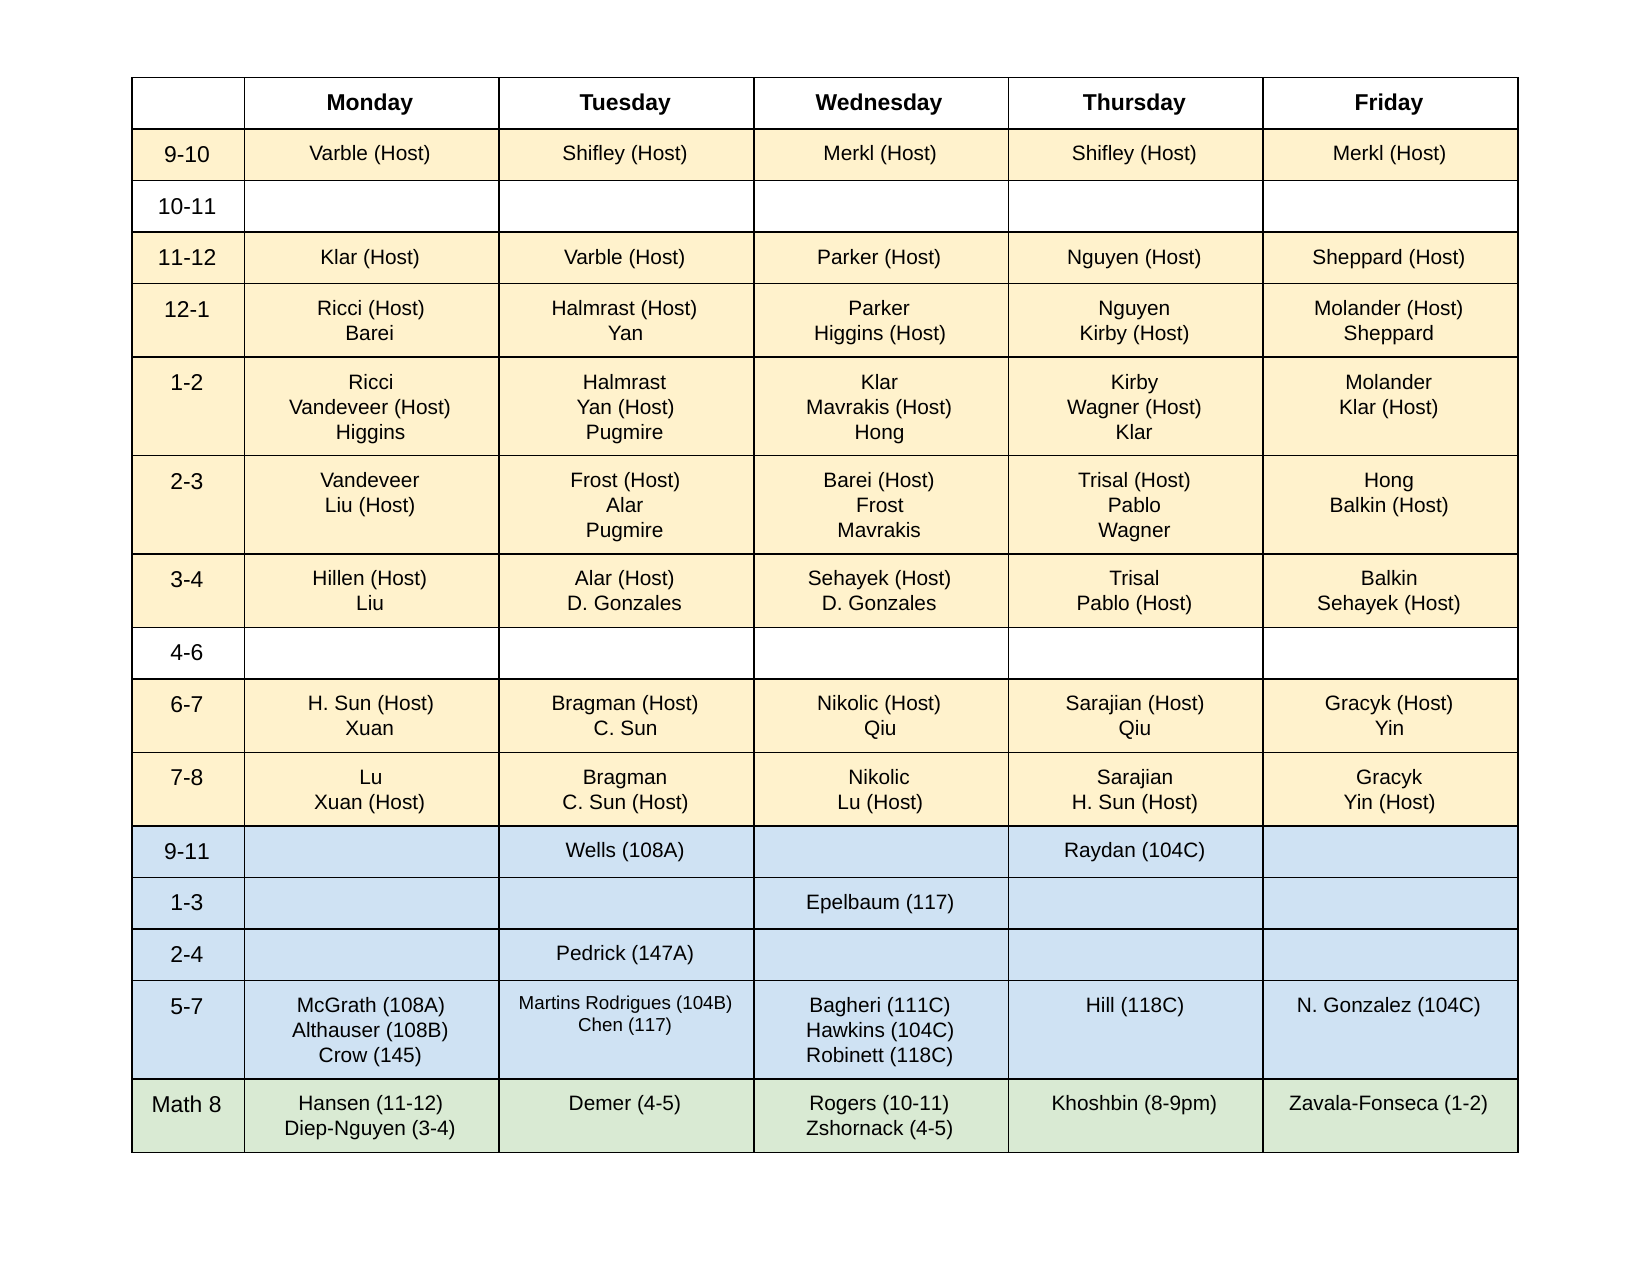 Monday Tuesday Wednesday Thursday Friday
9-10 Varble (Host) Shifley (Host) Merkl (Host) Shifley (Host) Merkl (Host)
10-11
11-12 Klar (Host) Varble (Host) Parker (Host) Nguyen (Host) Sheppard (Host)
12-1 Ricci (Host) Halmrast (Host) Parker Nguyen Molander (Host)
Barei Yan Higgins (Host) Kirby (Host) Sheppard
1-2 Ricci Halmrast Klar Kirby Molander
Vandeveer (Host) Yan (Host) Mavrakis (Host) Wagner (Host) Klar (Host)
Higgins Pugmire Hong Klar
2-3 Vandeveer Frost (Host) Barei (Host) Trisal (Host) Hong
Liu (Host) Alar Frost Pablo Balkin (Host)
Pugmire Mavrakis Wagner
3-4 Hillen (Host) Alar (Host) Sehayek (Host) Trisal Balkin
Liu D. Gonzales D. Gonzales Pablo (Host) Sehayek (Host)
4-6
6-7 H. Sun (Host) Bragman (Host) Nikolic (Host) Sarajian (Host) Gracyk (Host)
Xuan C. Sun Qiu Qiu Yin
7-8 Lu Bragman Nikolic Sarajian Gracyk
Xuan (Host) C. Sun (Host) Lu (Host) H. Sun (Host) Yin (Host)
9-11 Wells (108A) Raydan (104C)
1-3 Epelbaum (117)
2-4 Pedrick (147A)
5-7 McGrath (108A) Martins Rodrigues (104B) Bagheri (111C) Hill (118C) N. Gonzalez (104C)
Althauser (108B) Chen (117) Hawkins (104C)
Crow (145) Robinett (118C)
Math 8 Hansen (11-12) Demer (4-5) Rogers (10-11) Khoshbin (8-9pm) Zavala-Fonseca (1-2)
Diep-Nguyen (3-4) Zshornack (4-5)